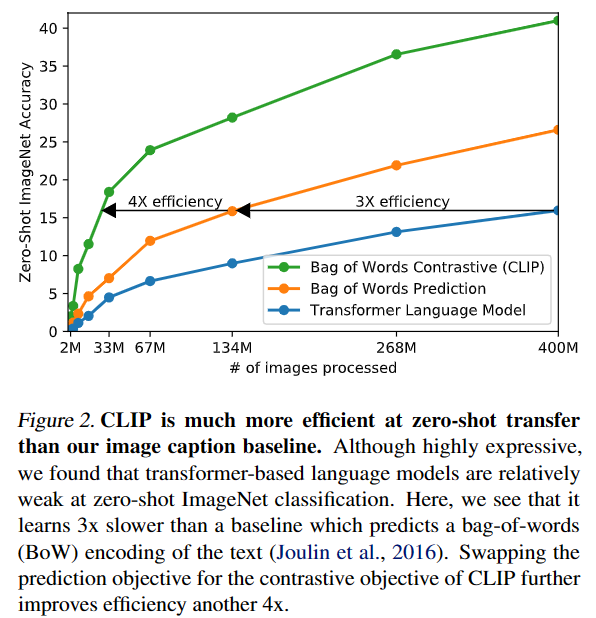 40
35
30
25
20
15
10
5
0
Zero-Shot ImageNet Accuracy
4X efficiency
3X efficiency
Bag of Words Contrastive (CLIP)
Bag of Words Prediction
Transformer Language Model
2M 33M 67M 134M 268M 400M
# of images processed
Figure 2. CLIP is much more efficient at zero-shot transfer
than our image caption baseline. Although highly expressive,
we found that transformer-based language models are relatively
weak at zero-shot ImageNet classification. Here, we see that it
learns 3x slower than a baseline which predicts a bag-of-words
(BoW) encoding of the text (Joulin et al., 2016). Swapping the
prediction objective for the contrastive objective of CLIP further
improves efficiency another 4x.